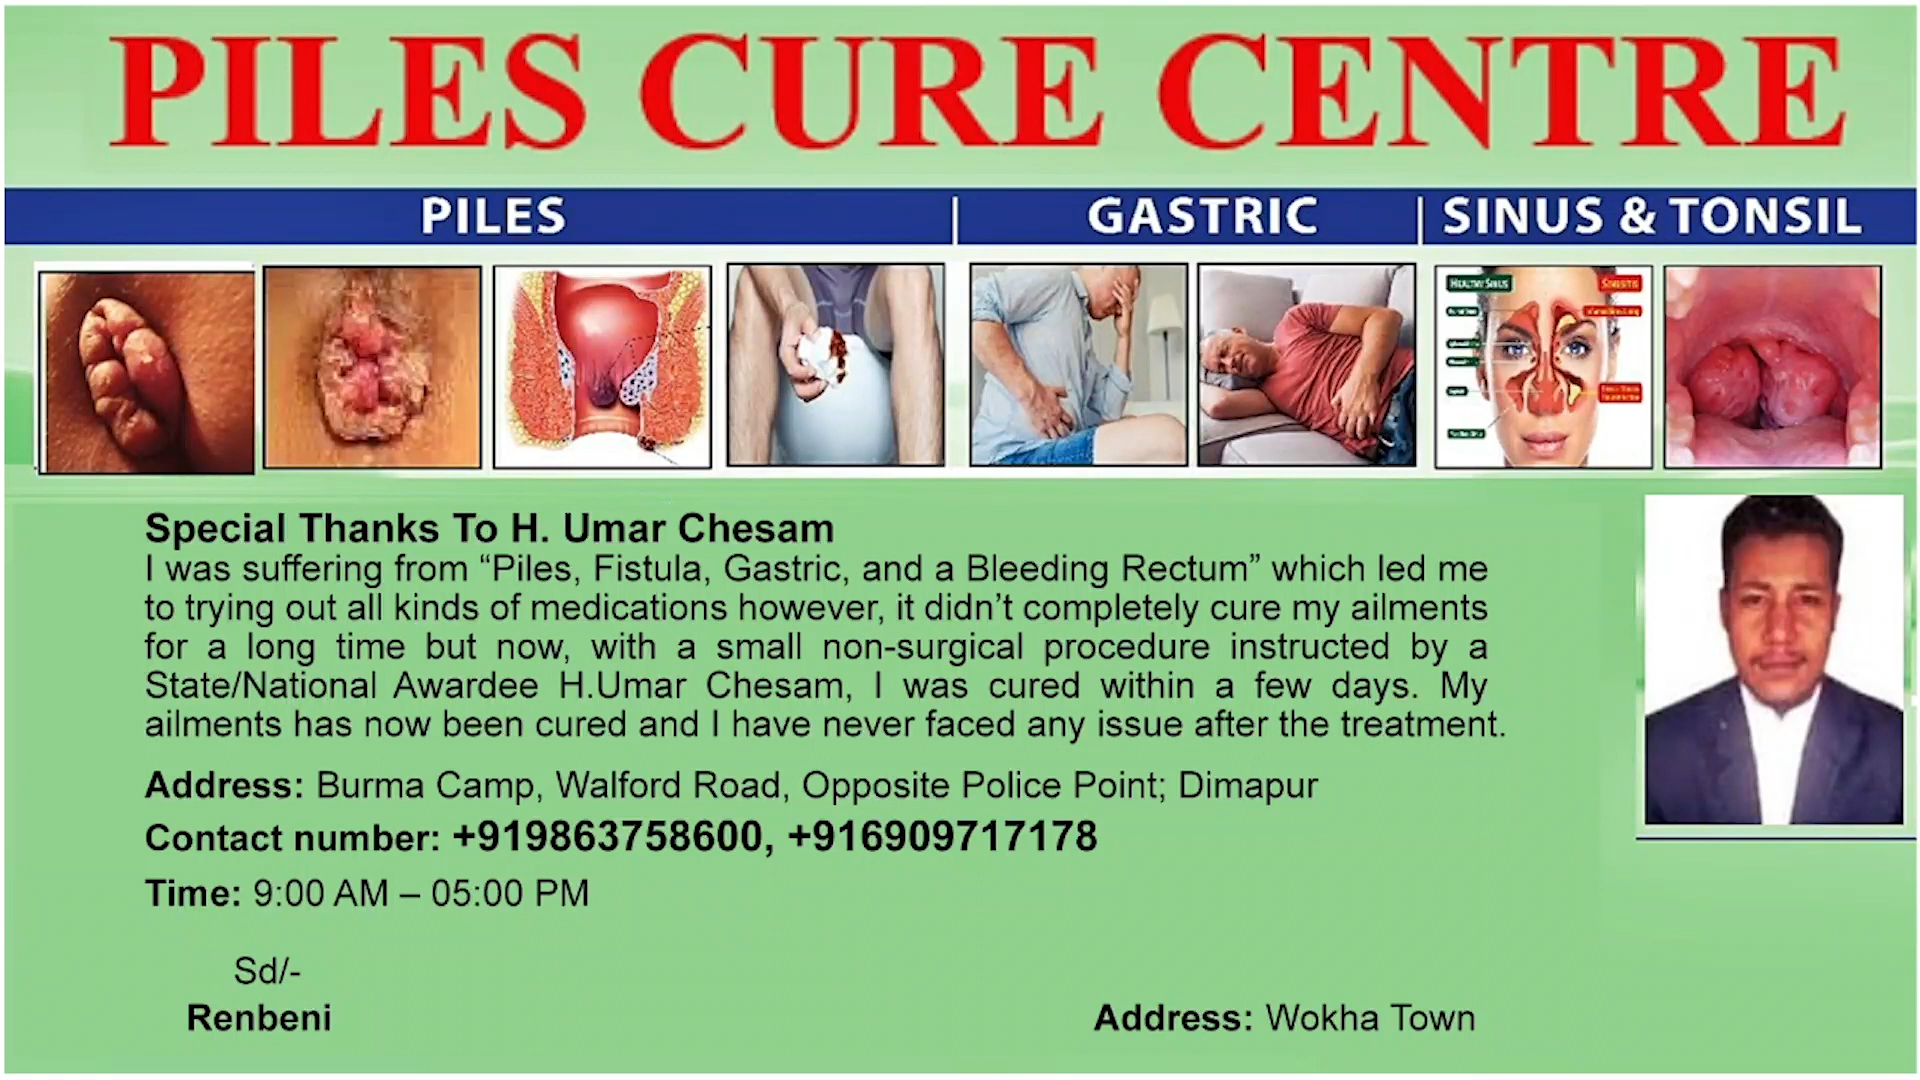 PILES CURE CENTRE
PILES | GASTRIC | SINUS & TONSIL
HEALTHY SINUS SINUSITIS
Special Thanks To H. Umar Chesam
I was suffering from “Piles, Fistula, Gastric, and a Bleeding Rectum” which led me
to trying out all kinds of medications however, it didn’t completely cure my ailments
for a long time but now, with a small non-surgical procedure instructed by a
State/National Awardee H.Umar Chesam, I was cured within a few days. My
ailments has now been cured and I have never faced any issue after the treatment.
Address: Burma Camp, Walford Road, Opposite Police Point; Dimapur
Contact number: +919863758600, +916909717178
Time: 9:00 AM – 05:00 PM
Sd/-
Renbeni
Address: Wokha Town